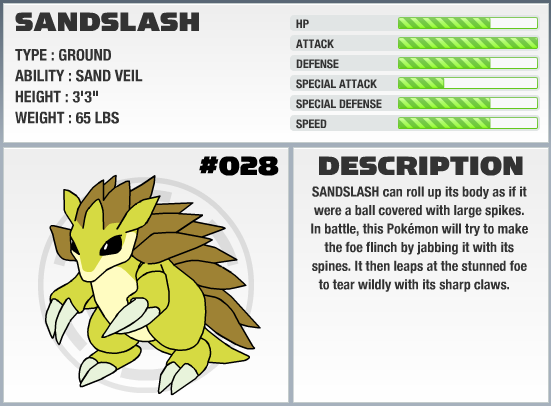 SANDSLASH
TYPE : GROUND
ABILITY : SAND VEIL
HEIGHT : 3'3"
WEIGHT : 65 LBS
HP
ATTACK
DEFENSE
SPECIAL ATTACK
SPECIAL DEFENSE
SPEED
#028
DESCRIPTION
SANDSLASH can roll up its body as if it
were a ball covered with large spikes.
In battle, this Pokémon will try to make
the foe flinch by jabbing it with its
spines. It then leaps at the stunned foe
to tear wildly with its sharp claws.